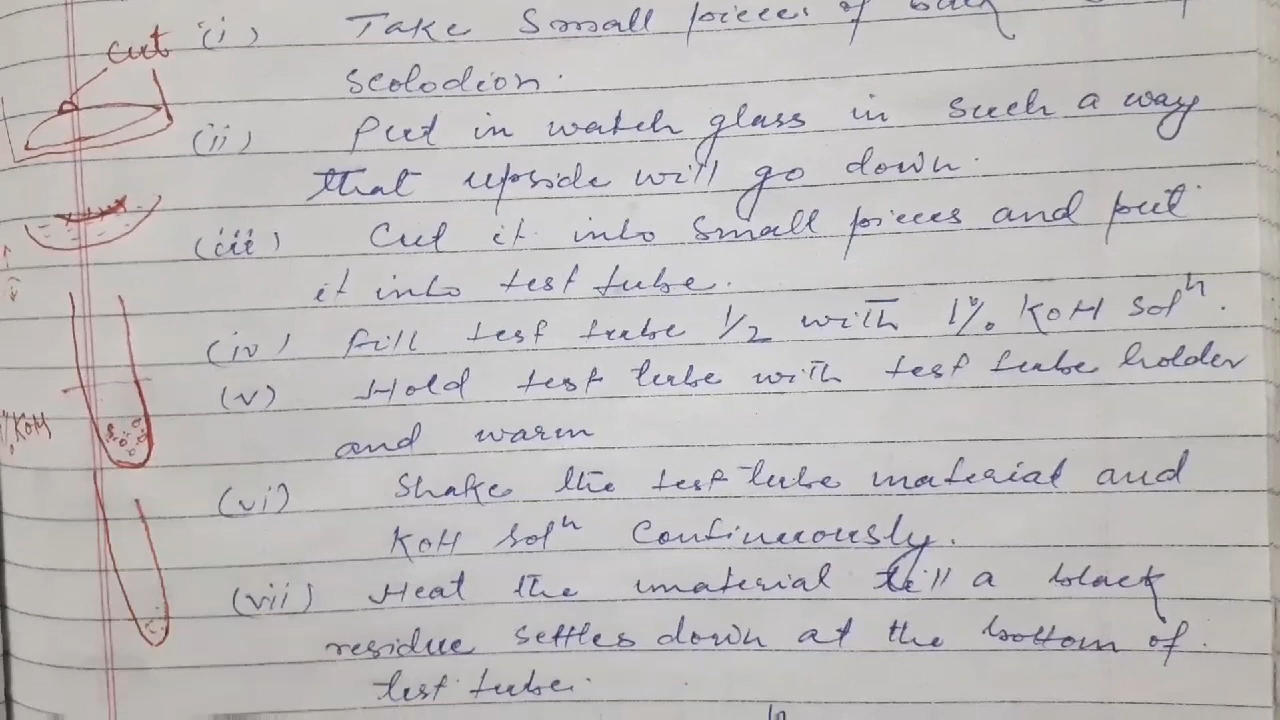 cut
(i) Take small pieces of
scolodion.
(ii) Put in watch glass in such a way
that upside will go down.
(iii) Cut it into small pieces and put
it into test tube.
(iv) fill test tube 1/2 with 1% KOH solⁿ.
(v) Hold test tube with test tube holder
and warm
% KOH
(vi) Shake the test tube material and
KOH solⁿ continuously.
(vii) Heat the material till a black
residue settles down at the bottom of.
test tube.